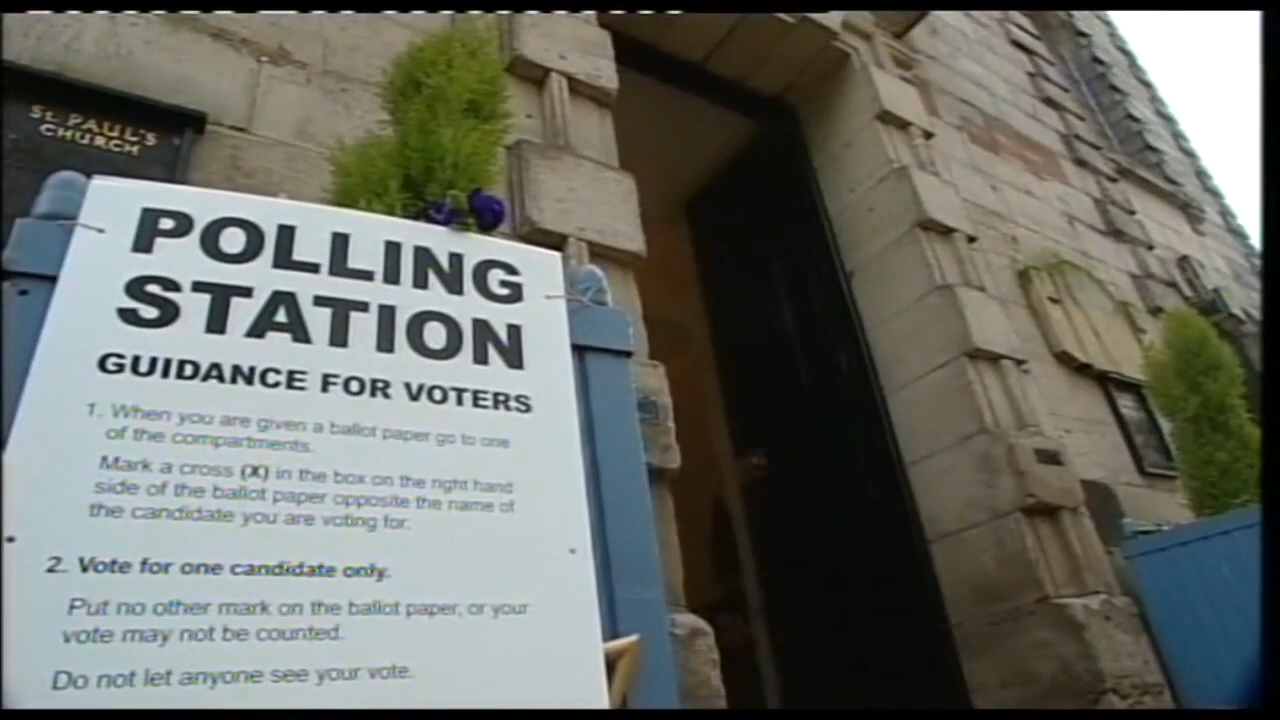 St. PAUL'S
CHURCH
POLLING
STATION
GUIDANCE FOR VOTERS
1. When you are given a ballot paper go to one
of the compartments.
Mark a cross (X) in the box on the right hand
side of the ballot paper opposite the name of
the candidate you are voting for.
2. Vote for one candidate only.
Put no other mark on the ballot paper, or your
vote may not be counted.
Do not let anyone see your vote.